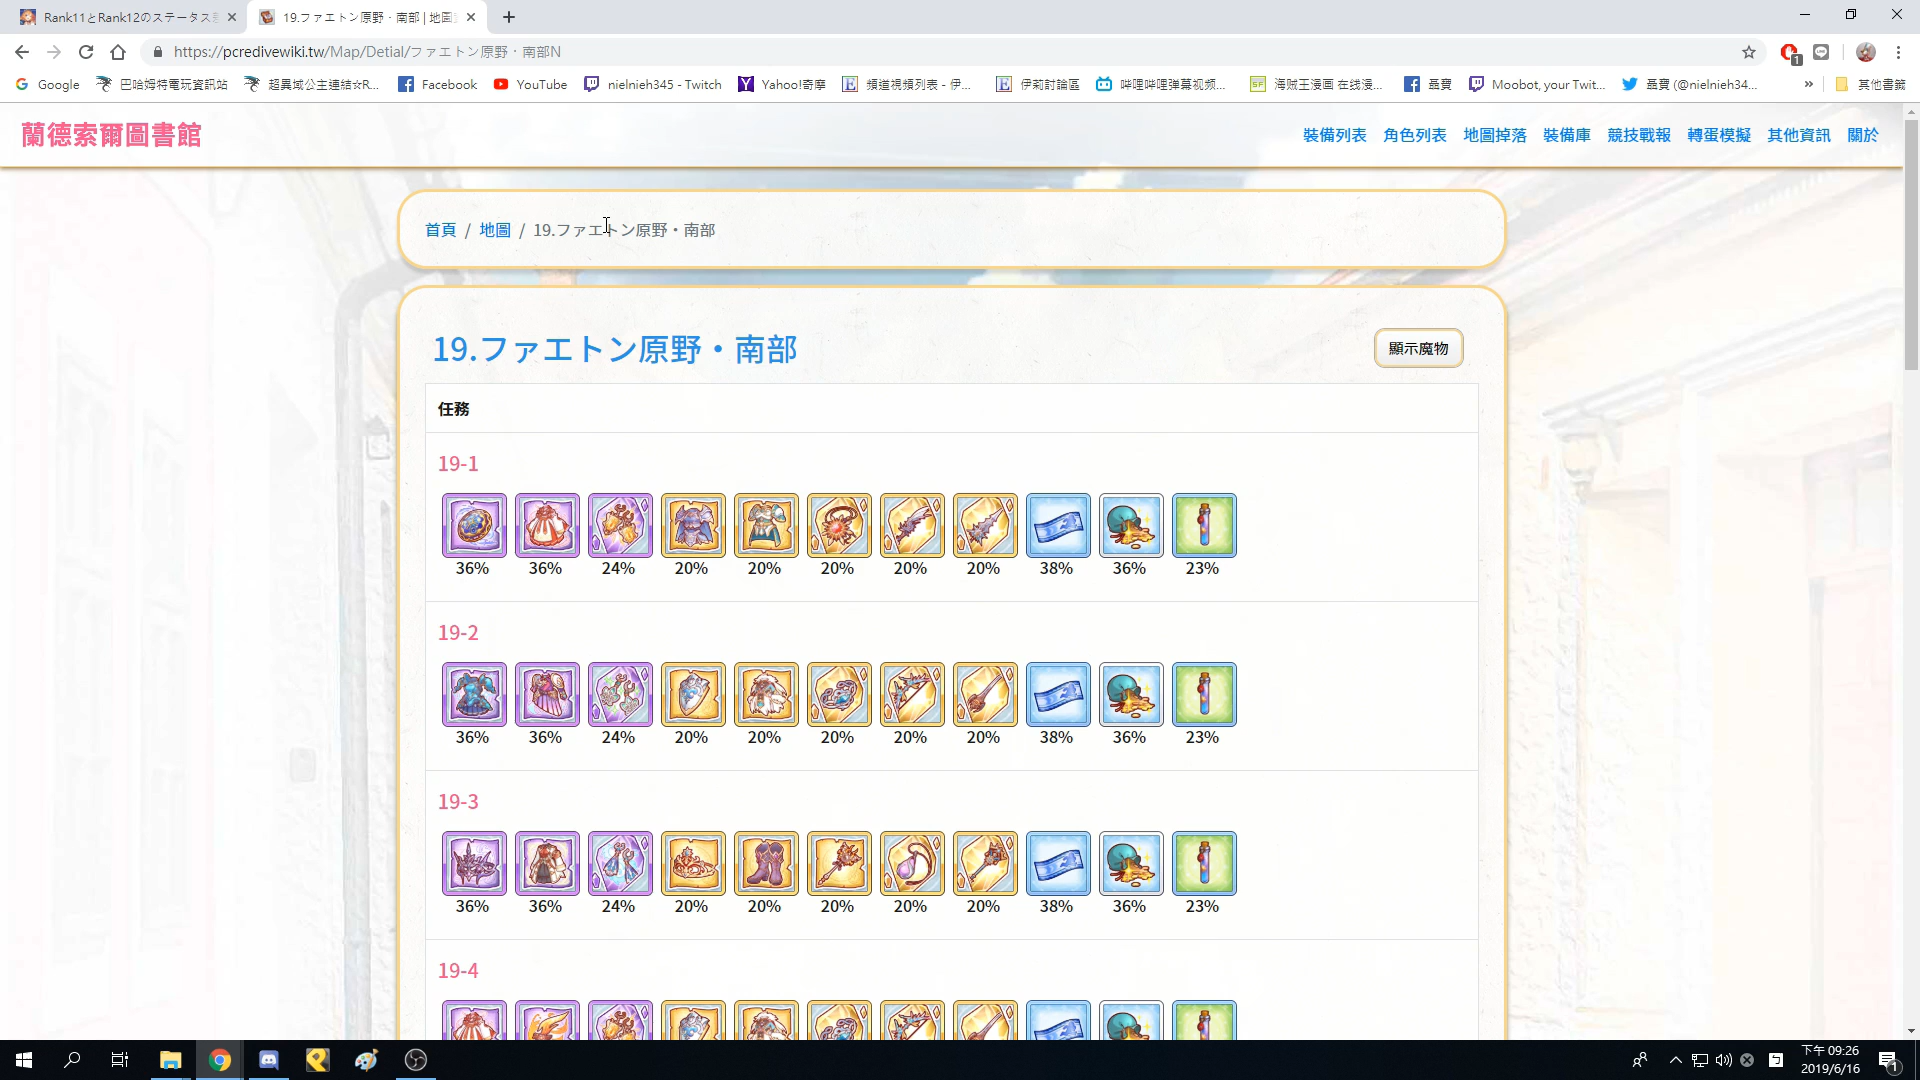 Rank11とRank12のステータス
19.ファエトン原野・南部 | 地圖
https://pcredivewiki.tw/Map/Detial/ファエトン原野・南部N
1
Google 巴哈姆特電玩資訊站 超異域公主連結☆R... Facebook YouTube nielnieh345 - Twitch Yahoo!奇摩 頻道視頻列表 - 伊... 伊莉討論區 哔哩哔哩弹幕视频... 海贼王漫画 在线漫... 聶寶 Moobot, your Twit... 聶寶 (@nielnieh34... » 其他書籤
蘭德索爾圖書館
裝備列表 角色列表 地圖掉落 裝備庫 競技戰報 轉蛋模擬 其他資訊 關於
首頁 / 地圖 / 19.ファエトン原野・南部
19.ファエトン原野・南部
顯示魔物
任務
19-1
36% 36% 24% 20% 20% 20% 20% 20% 38% 36% 23%
19-2
36% 36% 24% 20% 20% 20% 20% 20% 38% 36% 23%
19-3
36% 36% 24% 20% 20% 20% 20% 20% 38% 36% 23%
19-4
下午 09:26
2019/6/16
1